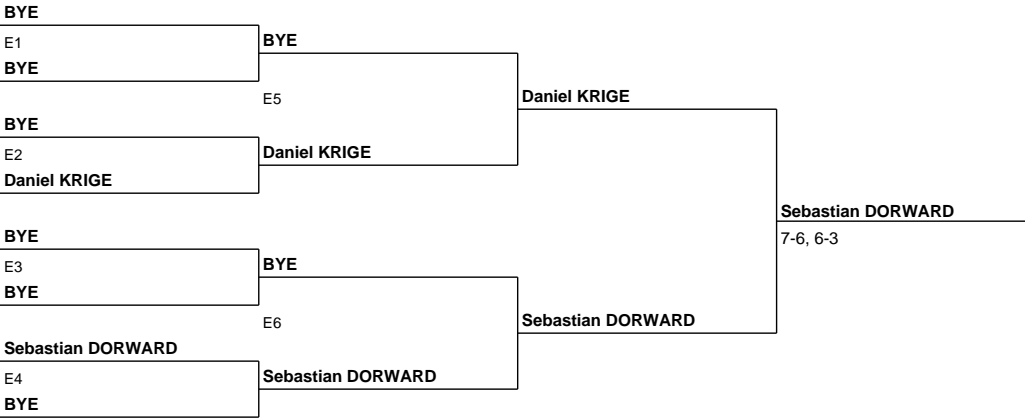 BYE
E1
BYE
BYE
E5
BYE
E2
Daniel KRIGE
Daniel KRIGE
Daniel KRIGE
BYE
E3
BYE
BYE
E6
Sebastian DORWARD
E4
BYE
Sebastian DORWARD
Sebastian DORWARD
Sebastian DORWARD
7-6, 6-3